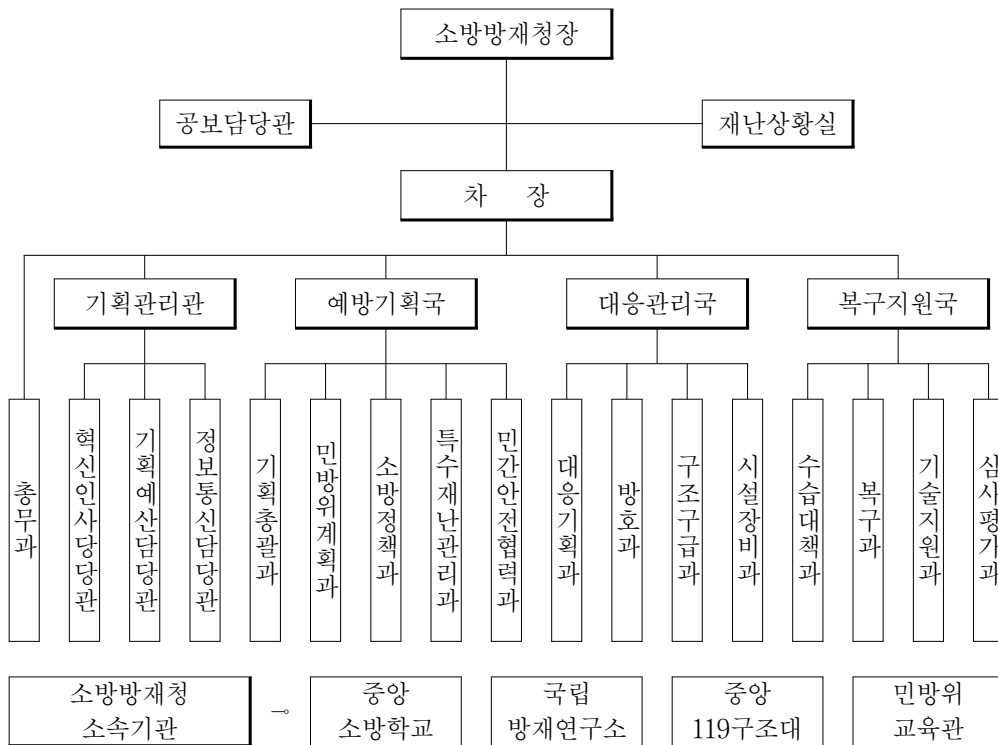 소방방재청장
공보담당관
재난상황실
차 장
기획관리관
예방기획국
대응관리국
복구지원국
총무과
혁신인사당당관
기획예산담당관
정보통신담당관
기획총괄과
민방위계획과
소방정책과
특수재난관리과
민간안전협력과
대응기획과
방호과
구조구급과
시설장비과
수습대책과
복구과
기술지원과
심사평가과
소방방재청
소속기관
중앙
소방학교
국립
방재연구소
중앙
119구조대
민방위
교육관